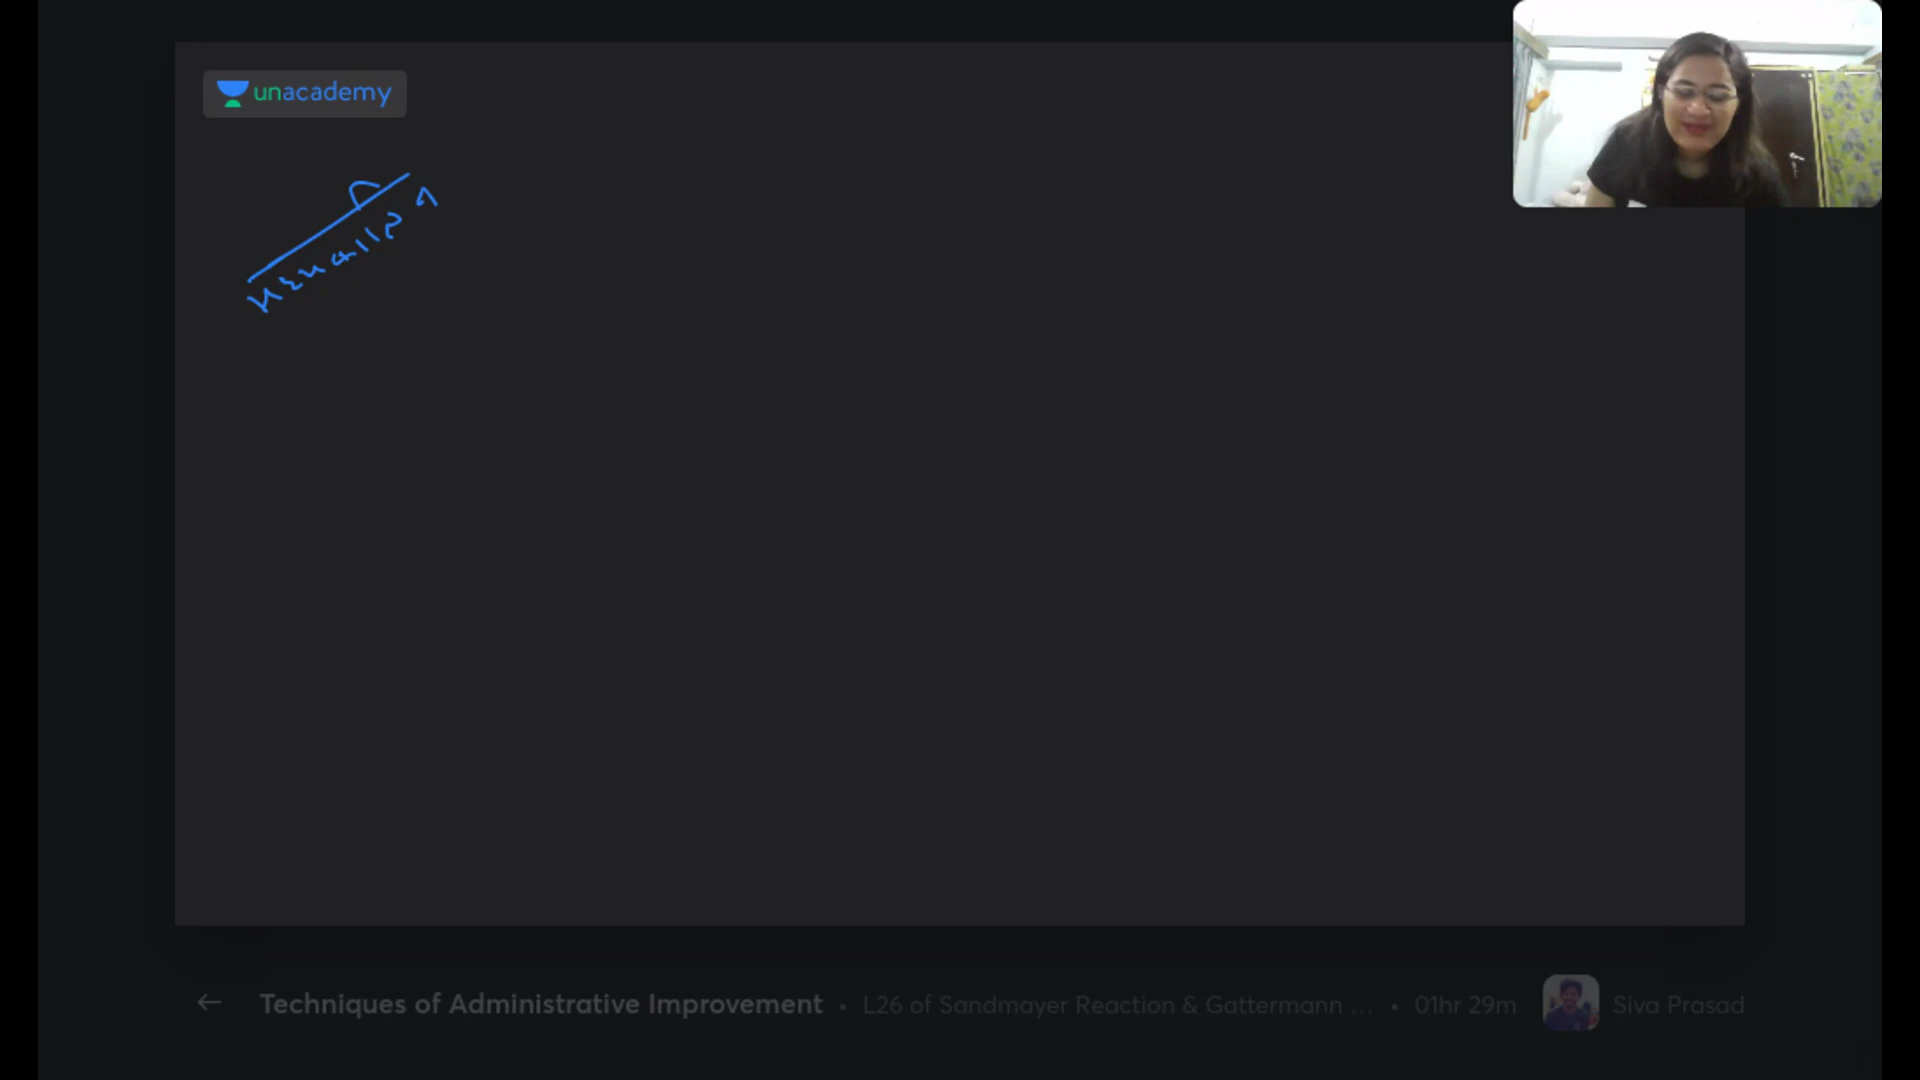 unacademy
Techniques of Administrative Improvement • L26 of Sandmayer Reaction & Gattermann ... • 01hr 29m Siva Prasad